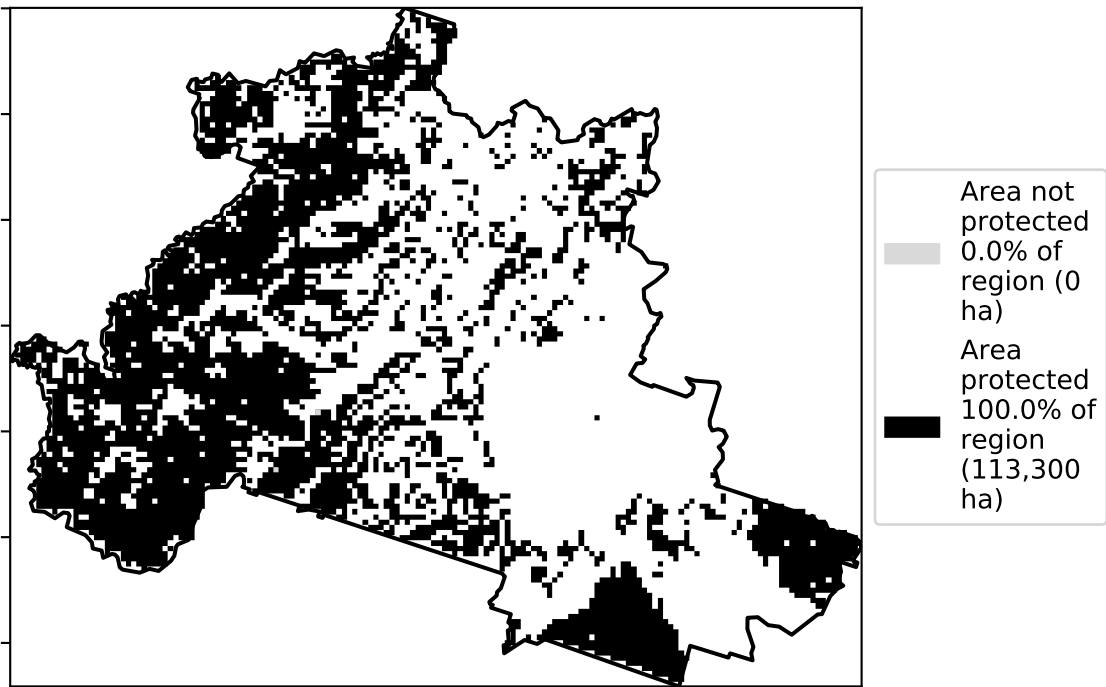 Area not
protected
0.0% of
region (0
ha)
Area
protected
100.0% of
region
(113,300
ha)